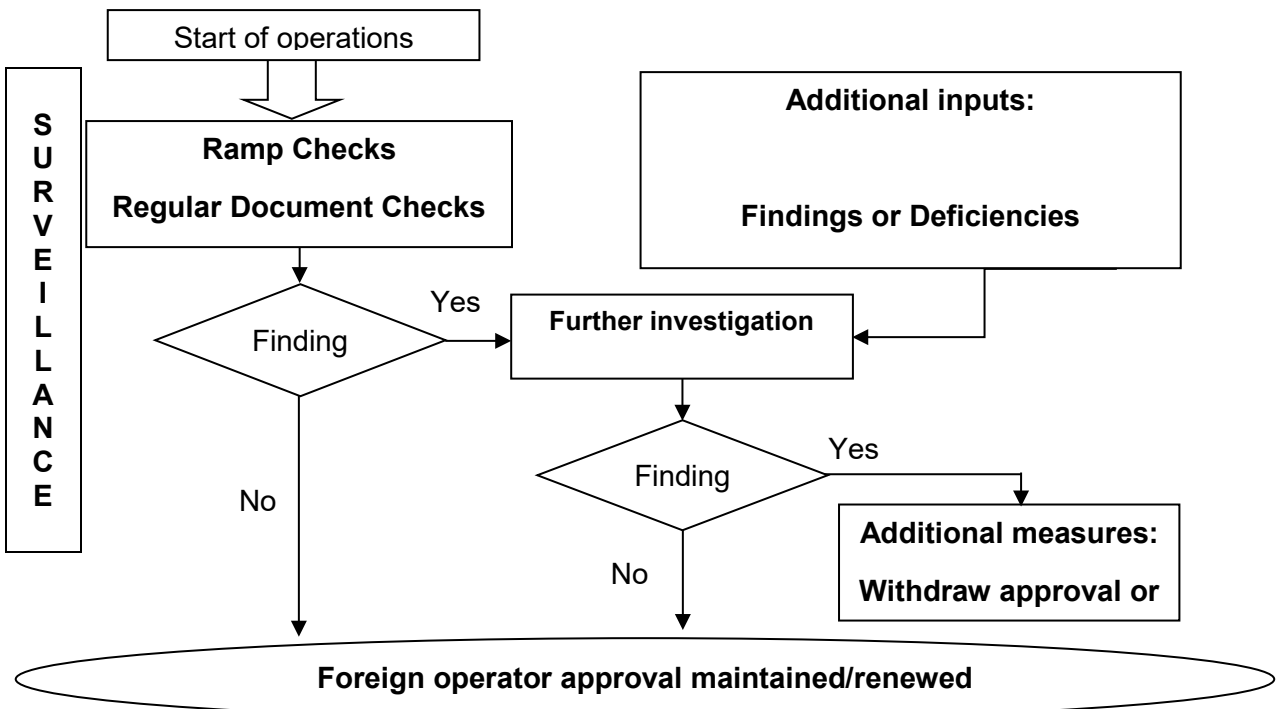 Start of operations
SURVEILLANCE
Ramp Checks
Regular Document Checks
Additional inputs:
Findings or Deficiencies
Finding
Yes
Further investigation
No
Finding
Yes
No
Additional measures:
Withdraw approval or
Foreign operator approval maintained/renewed